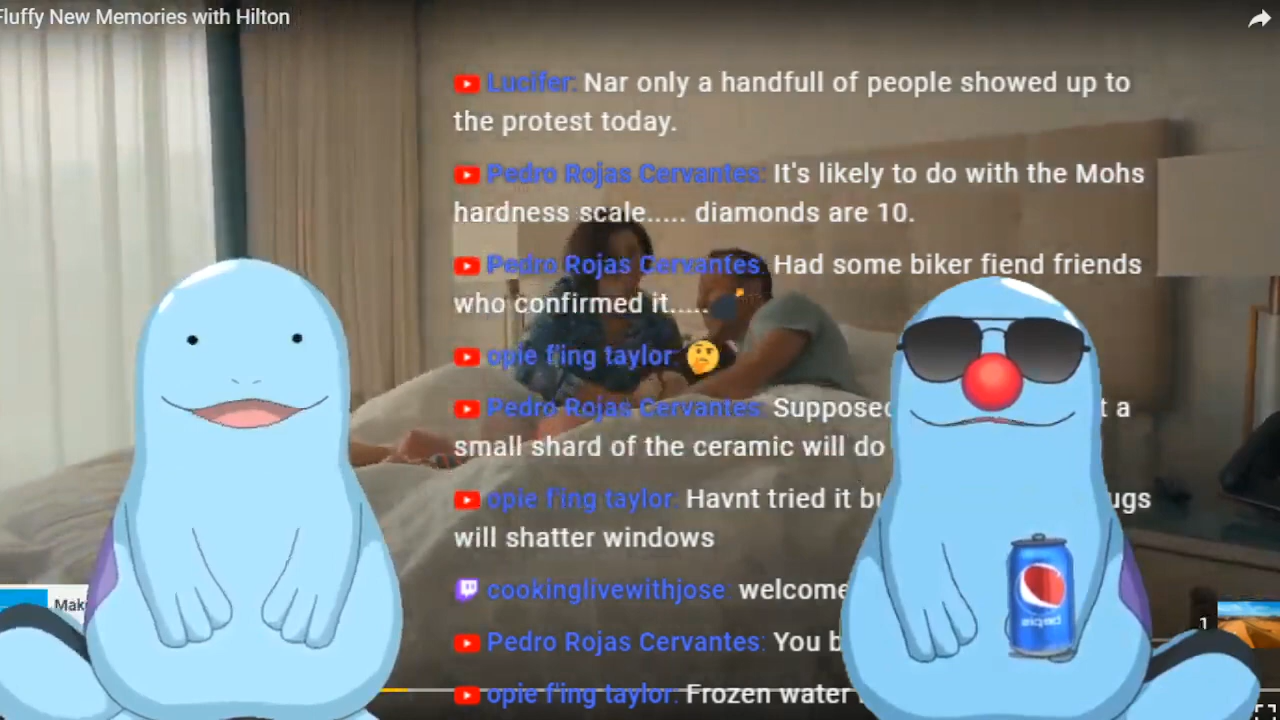 Fluffy New Memories with Hilton
Lucifer: Nar only a handfull of people showed up to
the protest today.
Pedro Rojas Cervantes: It's likely to do with the Mohs
hardness scale..... diamonds are 10.
Pedro Rojas Cervantes: Had some biker fiend friends
who confirmed it.....
opie f'ing taylor: 🤔
Pedro Rojas Cervantes: t a
small shard of the ceramic will do
opie f'ing taylor: Havnt tried it
will shatter windows
cookinglivewithjose welcome
Pedro Rojas Cervantes: You
opie f'ing taylor: Frozen water
pepsi
1